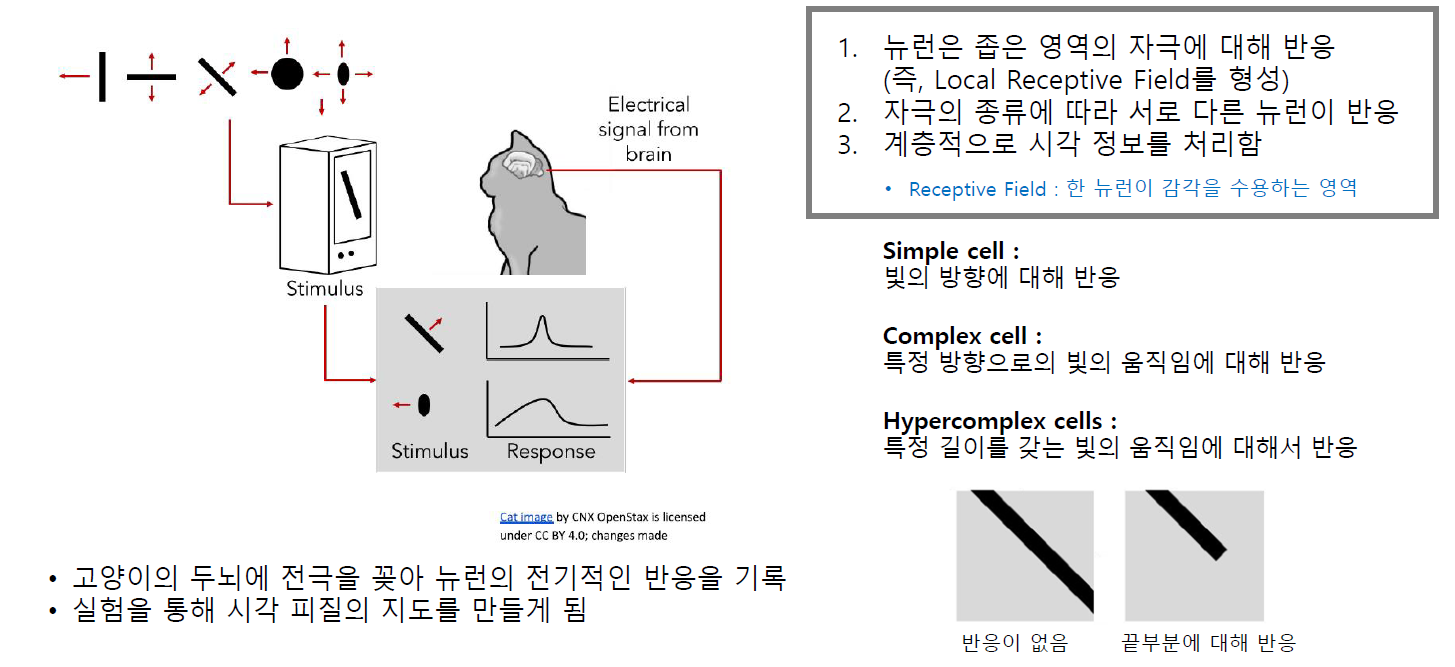 Electrical
signal from
brain
Stimulus
Stimulus
Response
Cat image by CNX OpenStax is licensed
under CC BY 4.0; changes made
• 고양이의 두뇌에 전극을 꽂아 뉴런의 전기적인 반응을 기록
• 실험을 통해 시각 피질의 지도를 만들게 됨
1. 뉴런은 좁은 영역의 자극에 대해 반응
(즉, Local Receptive Field를 형성)
2. 자극의 종류에 따라 서로 다른 뉴런이 반응
3. 계층적으로 시각 정보를 처리함
• Receptive Field : 한 뉴런이 감각을 수용하는 영역
Simple cell :
빛의 방향에 대해 반응
Complex cell :
특정 방향으로의 빛의 움직임에 대해 반응
Hypercomplex cells :
특정 길이를 갖는 빛의 움직임에 대해서 반응
반응이 없음
끝부분에 대해 반응